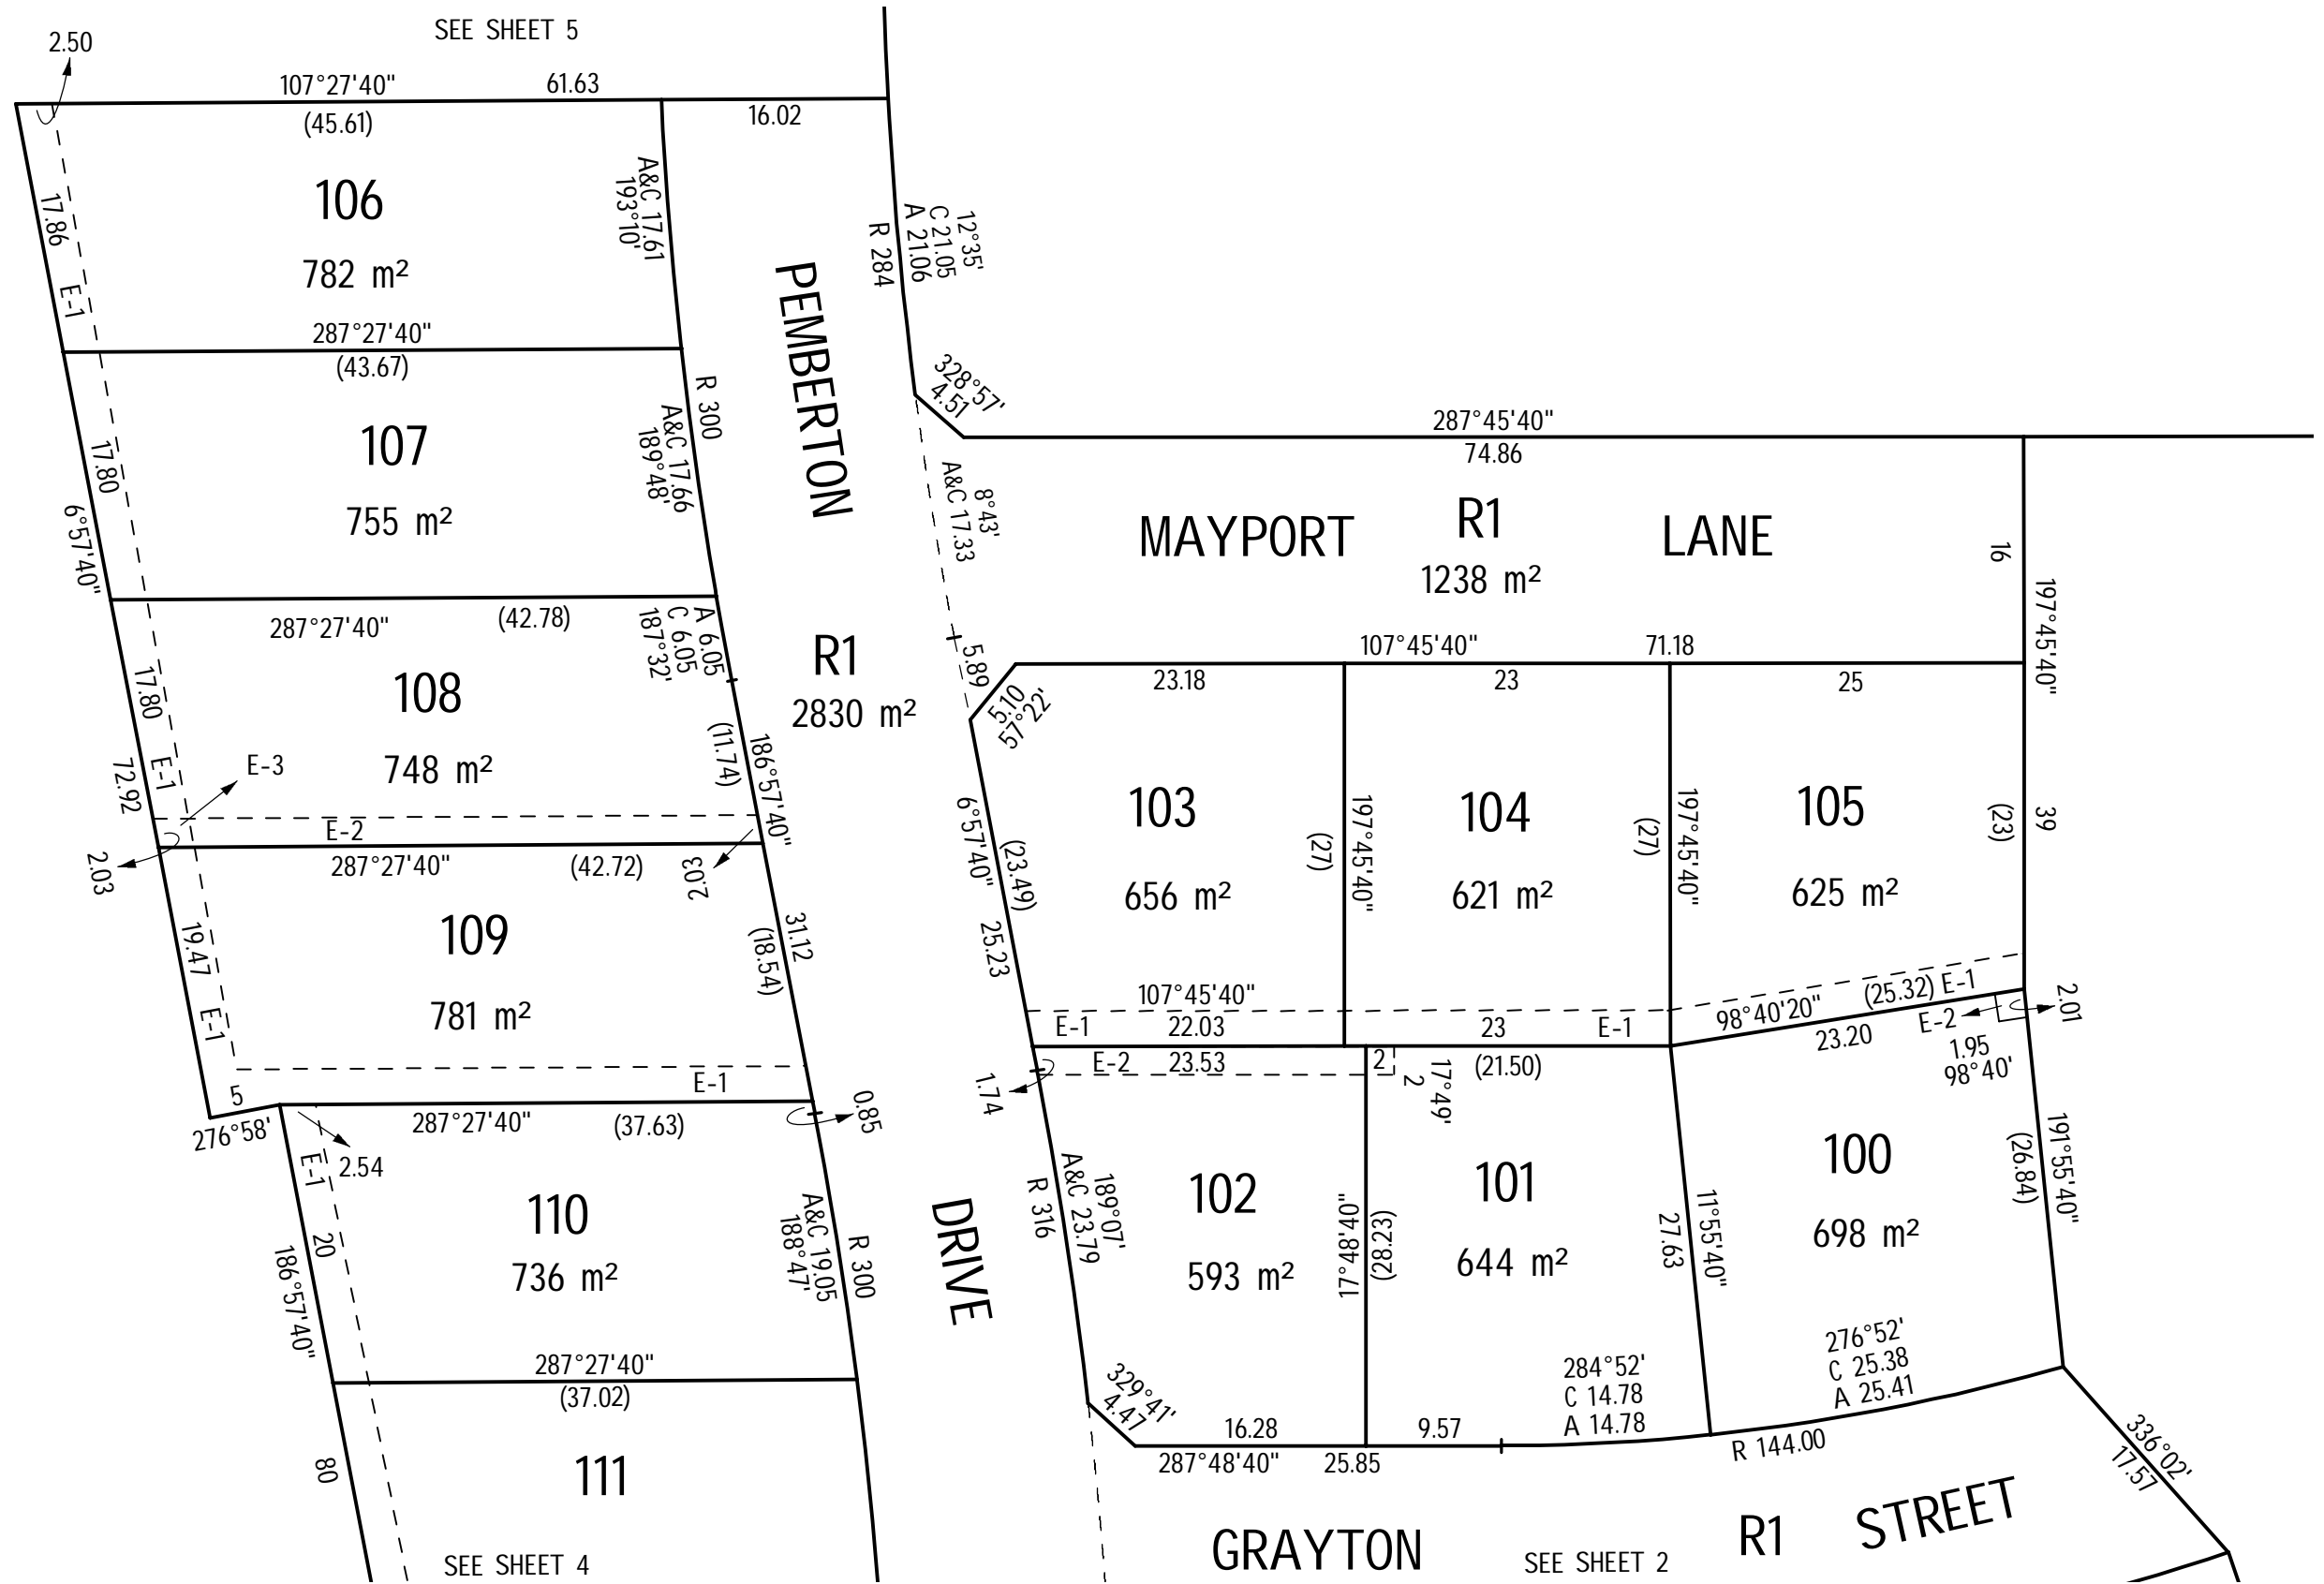 SEE SHEET 5
2.50
107°27'40" 61.63
(45.61)
16.02
106
782 m²
17.86
E-1
A&C 17.61
193°10'
R 284
A 21.06
C 21.05
12°35'
287°27'40"
(43.67)
107
755 m²
17.80
6°57'40"
R 300
A&C 17.66
189°48'
PEMBERTON
328°57'
4.51
A&C 17.33
8°43'
287°45'40"
74.86
MAYPORT R1 LANE
1238 m²
16
197°45'40"
287°27'40" (42.78)
A 6.05
C 6.05
187°32'
108
748 m²
17.80
72.92
E-1
E-3
(11.74)
186°57'40"
R1
2830 m²
5.89
5.10
57°22'
107°45'40" 71.18
23.18
23
25
E-2
2.03
287°27'40" (42.72)
2.03
109
781 m²
19.47
E-1
31.12
(18.54)
6°57'40"
(23.49)
25.23
103
656 m²
(27)
197°45'40"
104
621 m²
(27)
197°45'40"
105
625 m²
(23)
39
107°45'40"
E-1 22.03
23 E-1
98°40'20" (25.32) E-1
23.20
E-2
1.95
98°40'
2.01
E-1
5
276°58'
287°27'40" (37.63)
2.54
0.85
1.74
E-2 23.53
2
2
17°49'
(21.50)
110
736 m²
E-1
20
186°57'40"
A&C 19.05
188°47'
R 300
DRIVE
R 316
A&C 23.79
189°07'
102
593 m²
17°48'40"
(28.23)
101
644 m²
27.63
11°55'40"
100
698 m²
(26.84)
191°55'40"
287°27'40"
(37.02)
111
80
329°41'
4.47
16.28
9.57
287°48'40" 25.85
284°52'
C 14.78
A 14.78
276°52'
C 25.38
A 25.41
R 144.00
336°02'
17.57
SEE SHEET 4
GRAYTON
SEE SHEET 2
R1
STREET